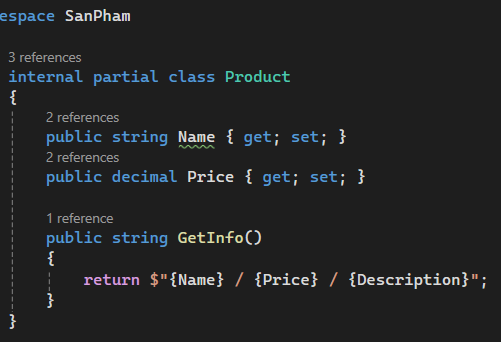 espace SanPham
3 references
internal partial class Product
{
2 references
public string Name { get; set; }
2 references
public decimal Price { get; set; }
1 reference
public string GetInfo()
{
return $"{Name} / {Price} / {Description}";
}
}